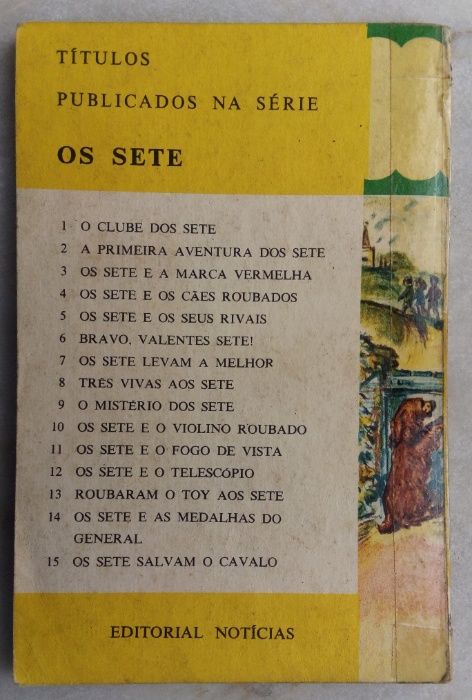 TÍTULOS
PUBLICADOS NA SÉRIE
OS SETE
1 O CLUBE DOS SETE
2 A PRIMEIRA AVENTURA DOS SETE
3 OS SETE E A MARCA VERMELHA
4 OS SETE E OS CÃES ROUBADOS
5 OS SETE E OS SEUS RIVAIS
6 BRAVO, VALENTES SETE!
7 OS SETE LEVAM A MELHOR
8 TRÊS VIVAS AOS SETE
9 O MISTÉRIO DOS SETE
10 OS SETE E O VIOLINO ROUBADO
11 OS SETE E O FOGO DE VISTA
12 OS SETE E O TELESCÓPIO
13 ROUBARAM O TOY AOS SETE
14 OS SETE E AS MEDALHAS DO
GENERAL
15 OS SETE SALVAM O CAVALO
EDITORIAL NOTÍCIAS